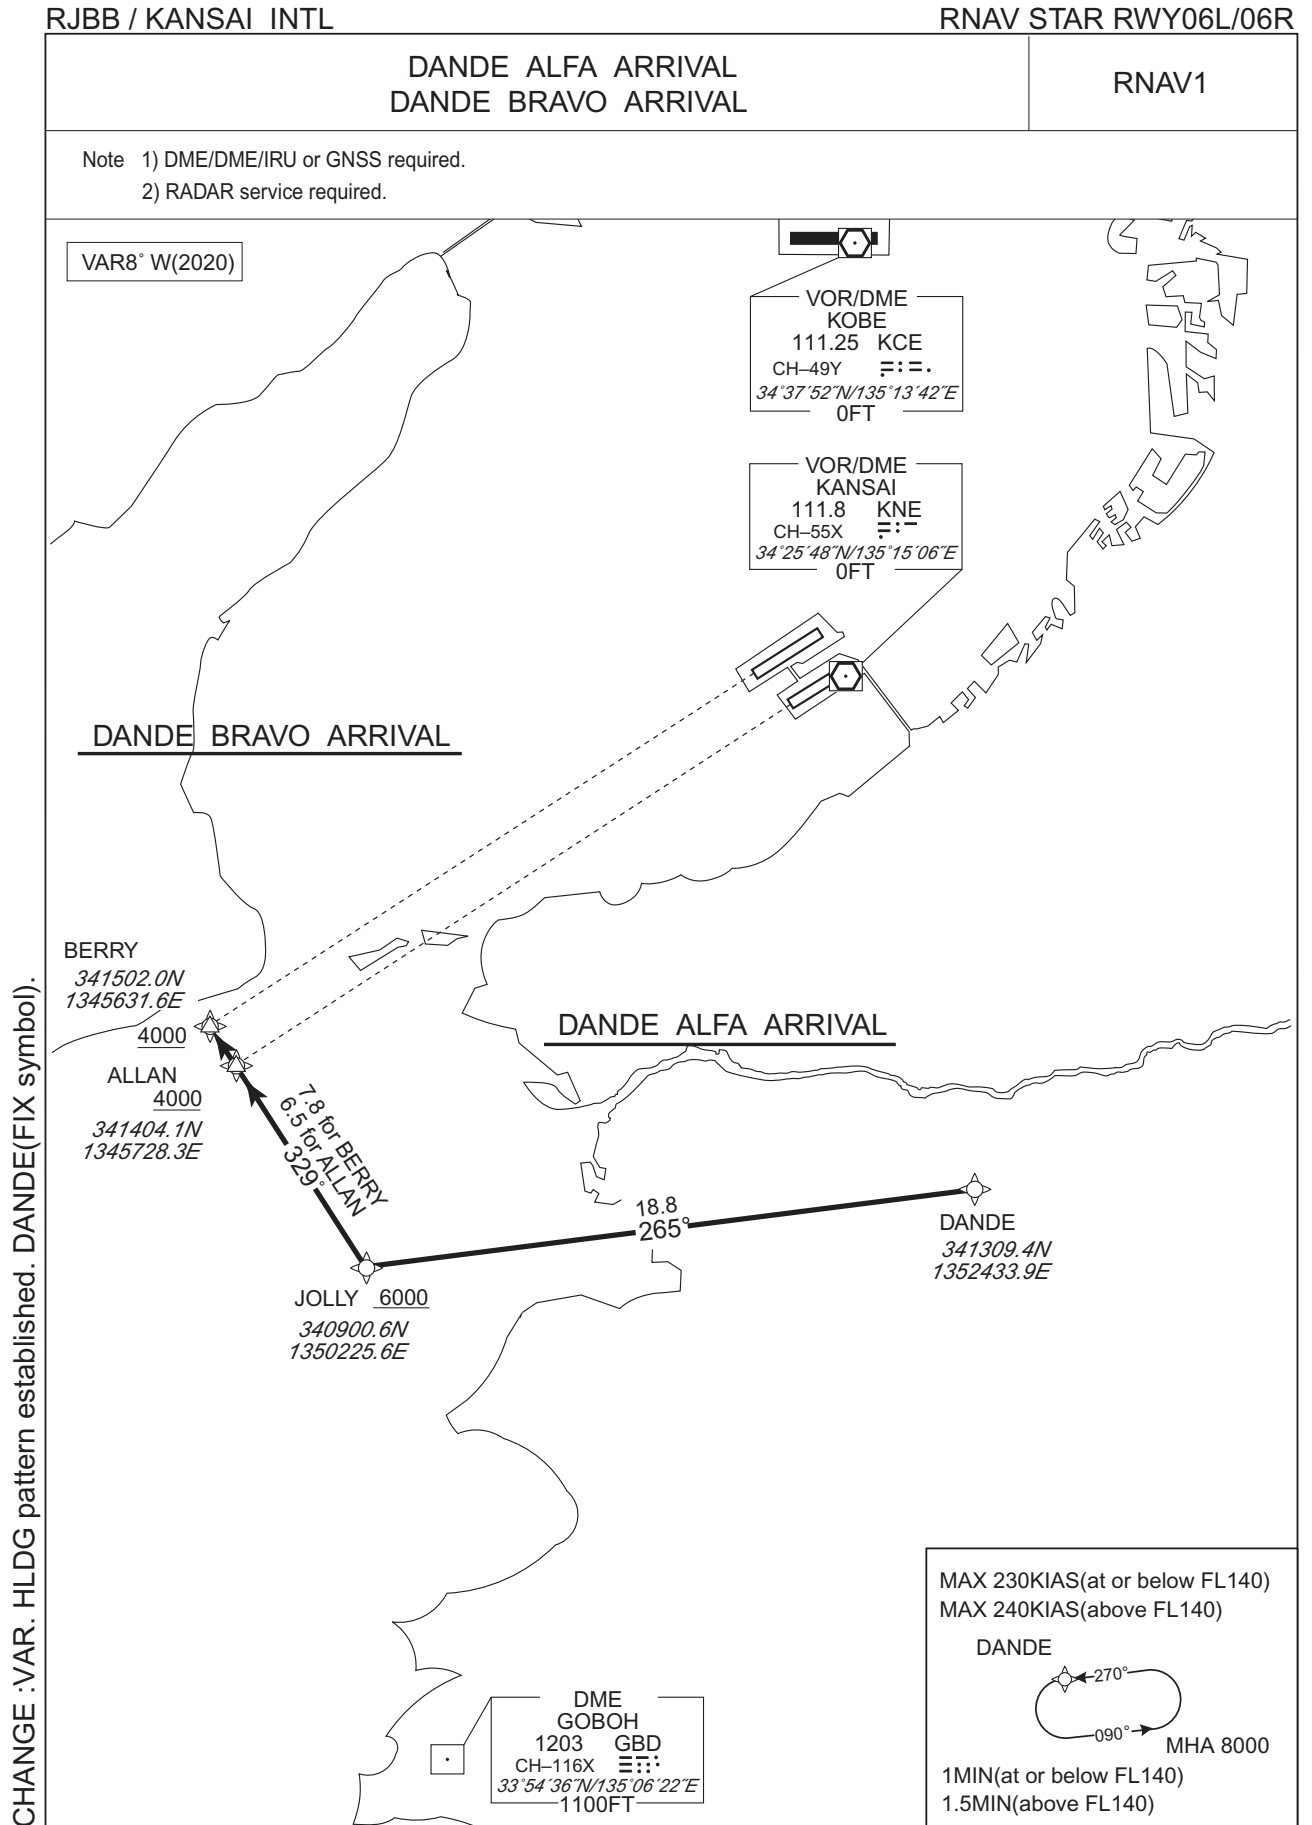 RJBB / KANSAI INTL
RNAV STAR RWY06L/06R
DANDE ALFA ARRIVAL
DANDE BRAVO ARRIVAL
RNAV1
Note 1) DME/DME/IRU or GNSS required.
2) RADAR service required.
VAR8˚ W(2020)
VOR/DME
KOBE
111.25 KCE
CH–49Y
34˚37´52˝N/135˚13´42˝E
0FT
VOR/DME
KANSAI
111.8 KNE
CH–55X
34˚25´48˝N/135˚15´06˝E
0FT
DANDE BRAVO ARRIVAL
BERRY
341502.0N
1345631.6E
4000
ALLAN
4000
341404.1N
1345728.3E
DANDE ALFA ARRIVAL
7.8 for BERRY
6.5 for ALLAN
329˚
18.8
265˚
DANDE
341309.4N
1352433.9E
JOLLY 6000
340900.6N
1350225.6E
DME
GOBOH
1203 GBD
CH–116X
33˚54´36˝N/135˚06´22˝E
1100FT
MAX 230KIAS(at or below FL140)
MAX 240KIAS(above FL140)
DANDE
270˚
090˚
MHA 8000
1MIN(at or below FL140)
1.5MIN(above FL140)
CHANGE :VAR. HLDG pattern established. DANDE(FIX symbol).